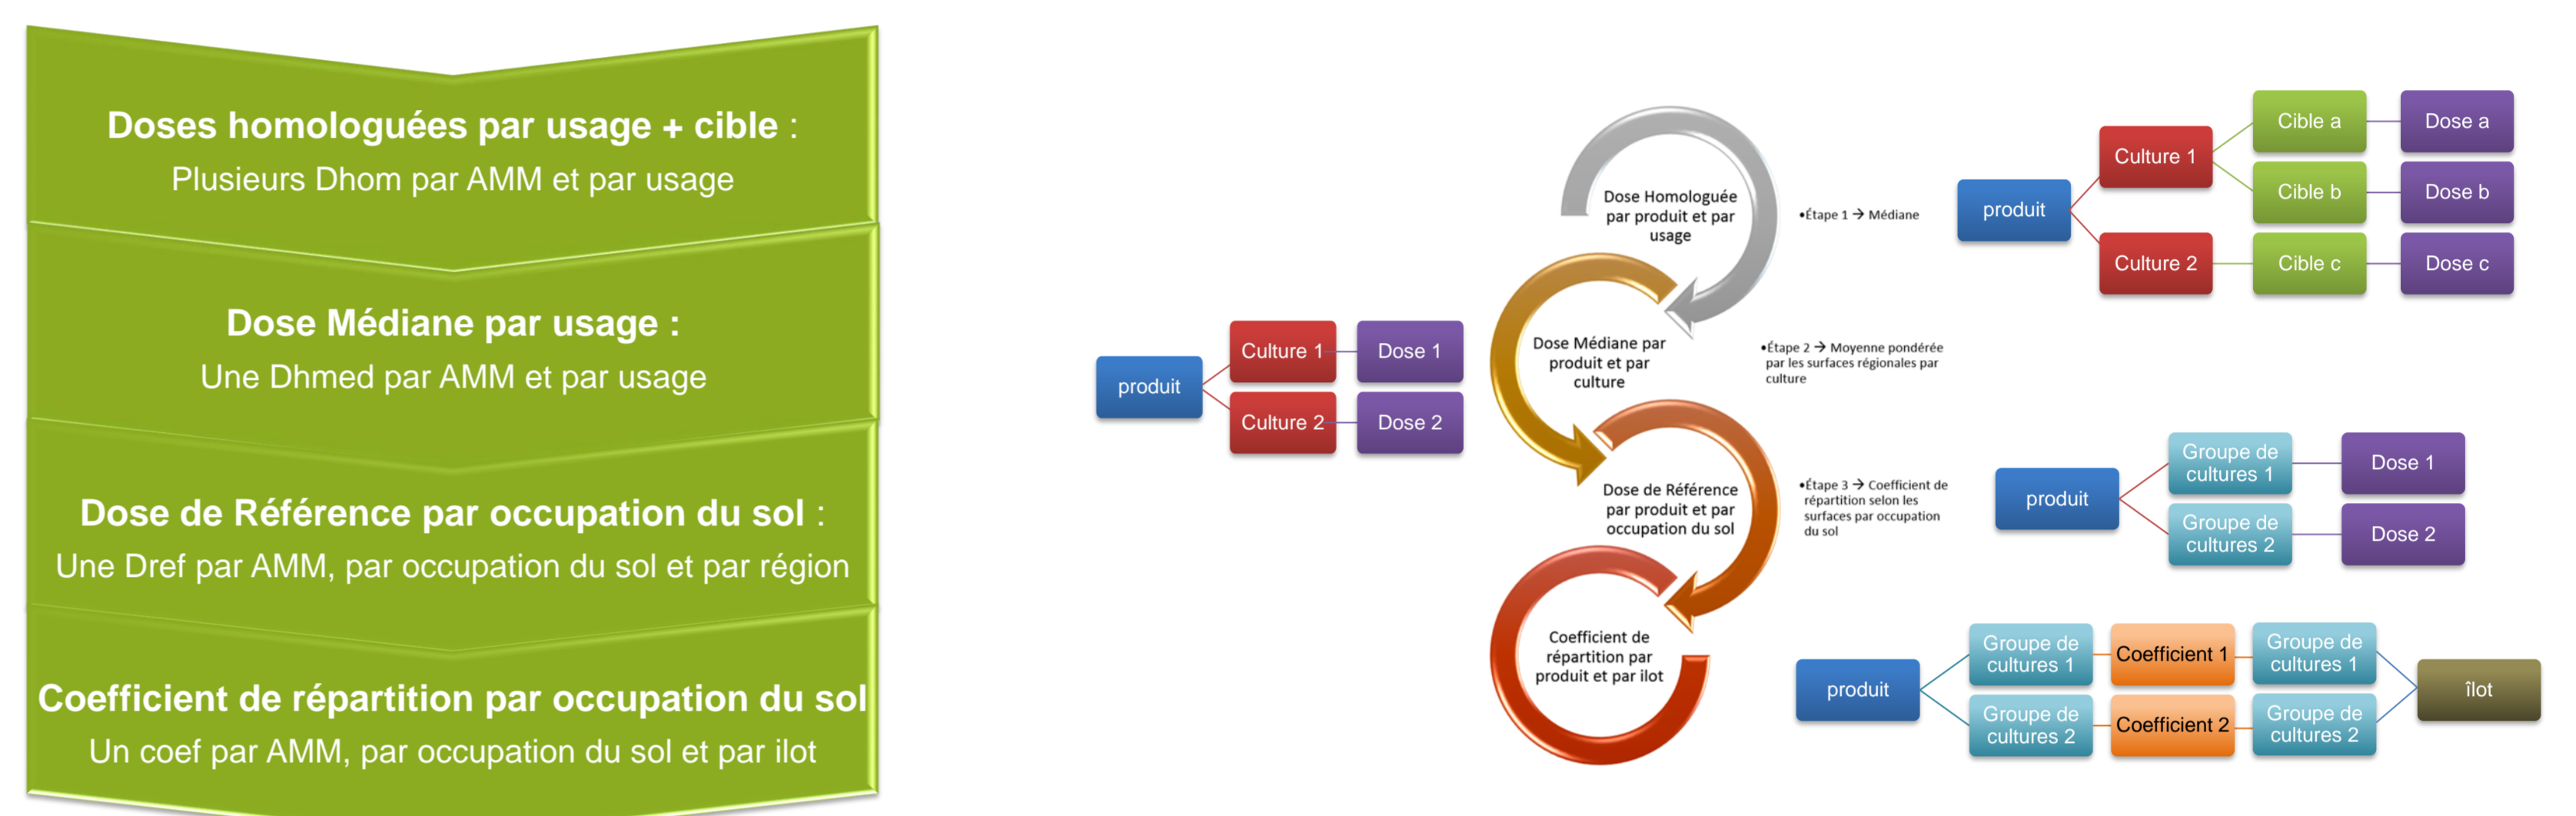 Doses homologuées par usage + cible :
Plusieurs Dhom par AMM et par usage
Dose Médiane par usage :
Une Dhmed par AMM et par usage
Dose de Référence par occupation du sol :
Une Dref par AMM, par occupation du sol et par région
Coefficient de répartition par occupation du sol
Un coef par AMM, par occupation du sol et par ilot
produit
Culture 1
Dose 1
Culture 2
Dose 2
Dose Homologuée
par produit et par
usage
•Étape 1 → Médiane
Dose Médiane par
produit et par
culture
•Étape 2 → Moyenne pondérée
par les surfaces régionales par
culture
Dose de Référence
par produit et par
occupation du sol
•Étape 3 → Coefficient de
répartition selon les
surfaces par occupation
du sol
Coefficient de
répartition par
produit et par ilot
produit
Culture 1
Cible a
Dose a
Cible b
Dose b
Culture 2
Cible c
Dose c
produit
Groupe de
cultures 1
Dose 1
Groupe de
cultures 2
Dose 2
produit
Groupe de
cultures 1
Coefficient 1
Groupe de
cultures 1
Groupe de
cultures 2
Coefficient 2
Groupe de
cultures 2
îlot